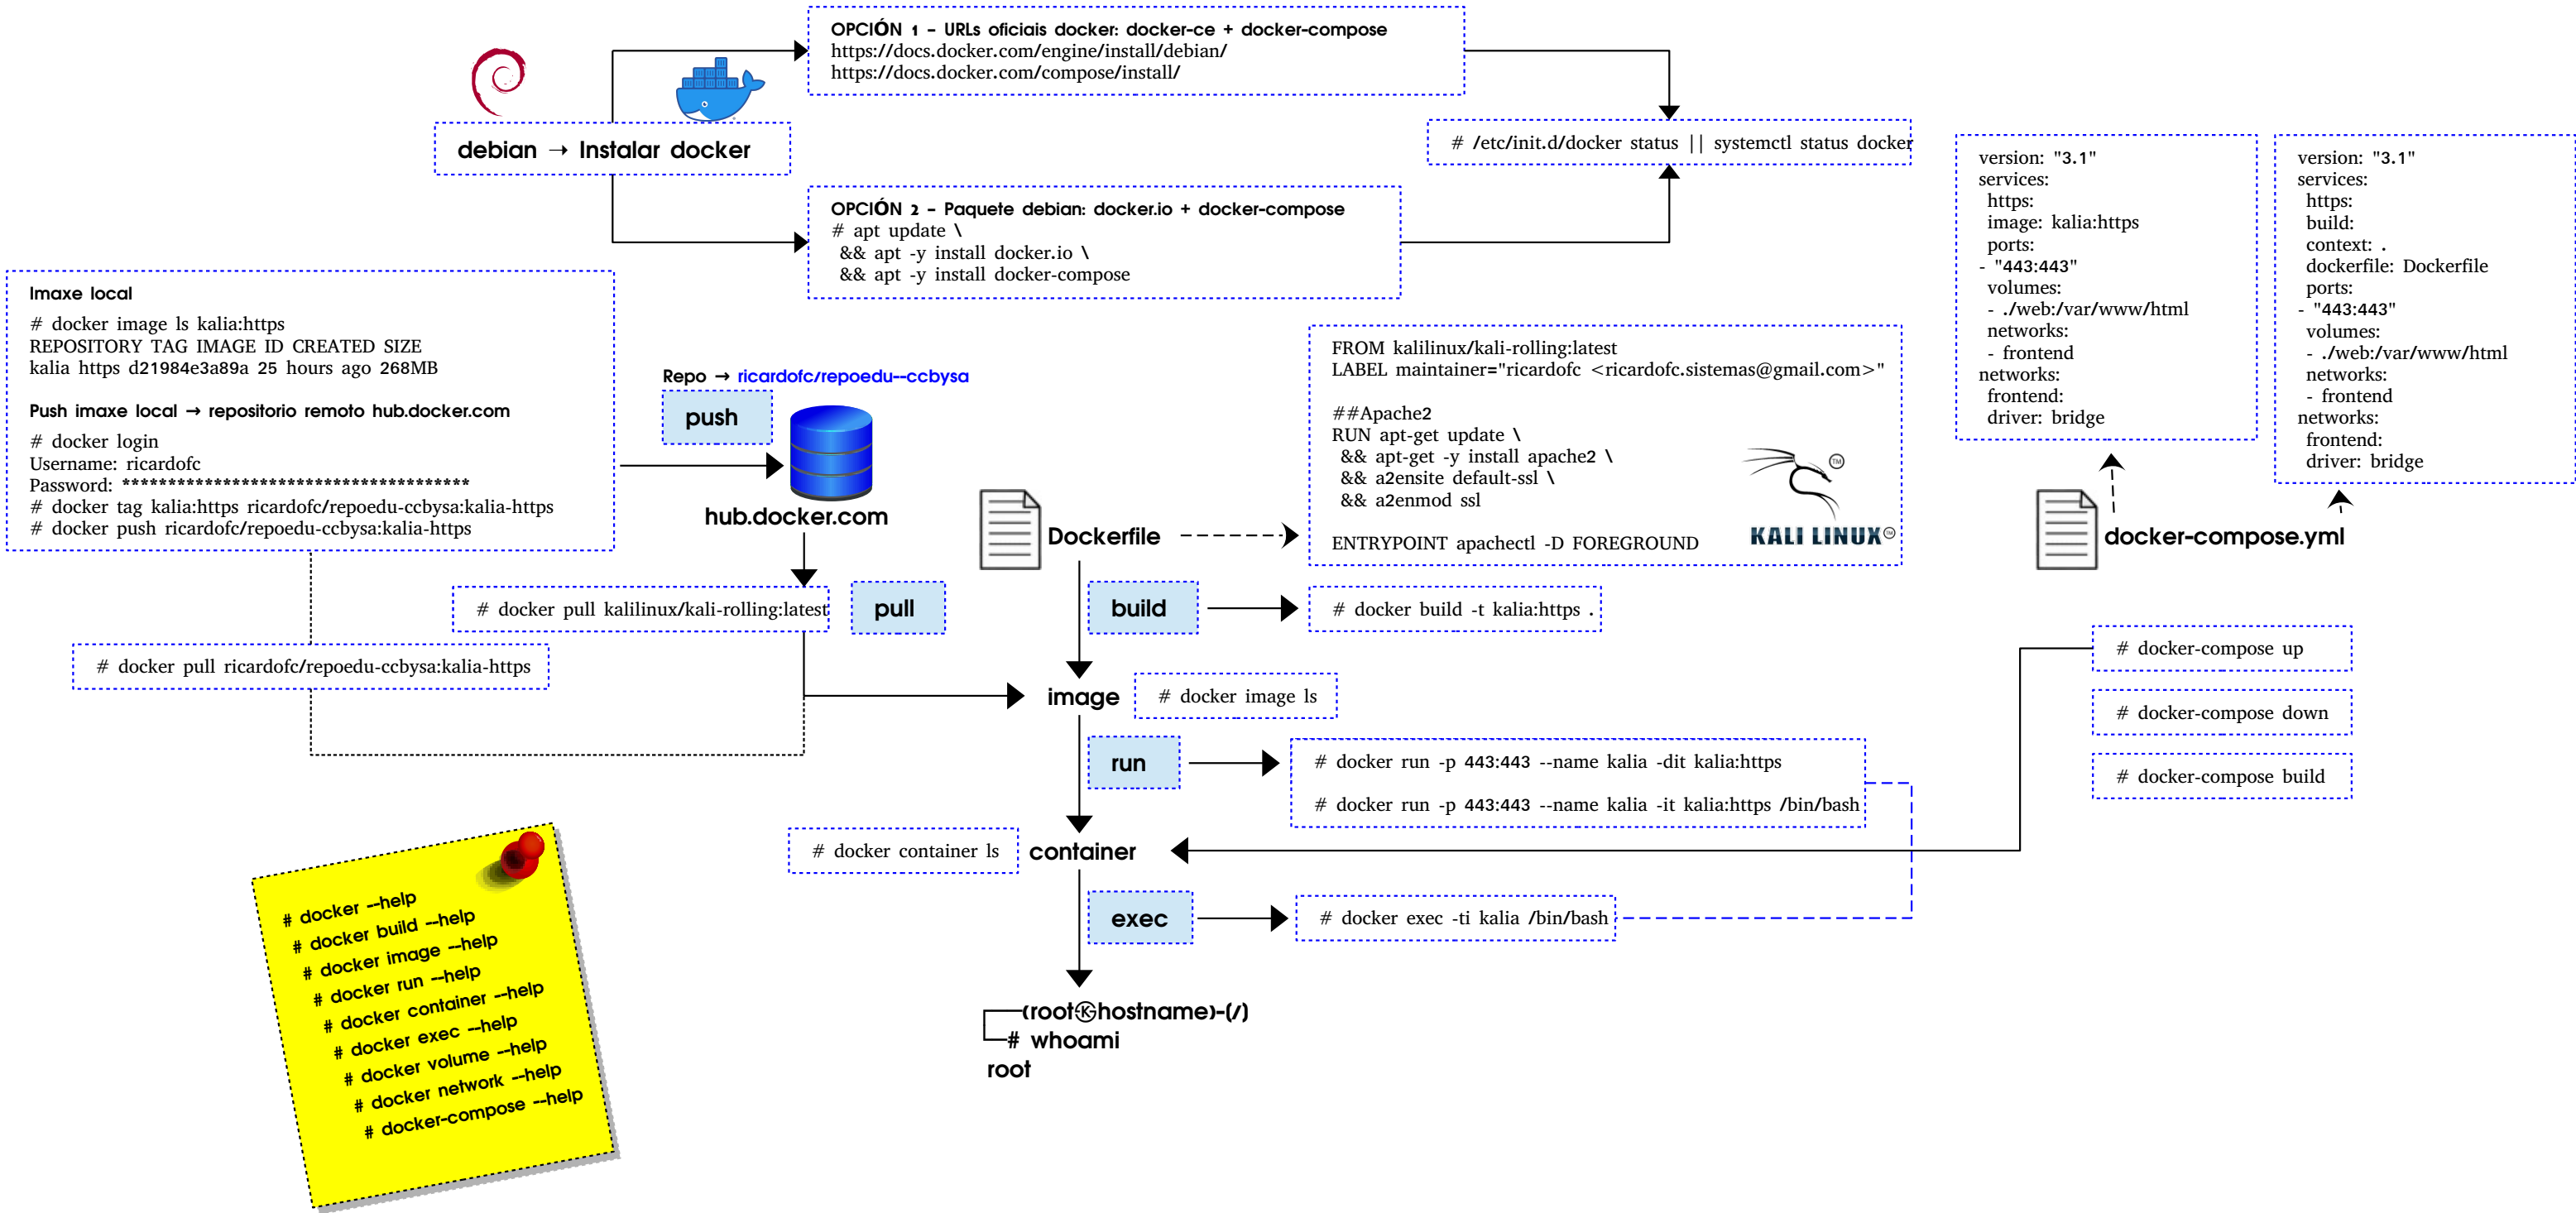 OPCIÓN 1 - URLs oficiais docker: docker-ce + docker-compose
https://docs.docker.com/engine/install/debian/
https://docs.docker.com/compose/install/
debian → Instalar docker
# /etc/init.d/docker status || systemctl status docker
OPCIÓN 2 - Paquete debian: docker.io + docker-compose
# apt update \
&& apt -y install docker.io \
&& apt -y install docker-compose
version: "3.1"
services:
https:
image: kalia:https
ports:
- "443:443"
volumes:
- ./web:/var/www/html
networks:
- frontend
networks:
frontend:
driver: bridge
version: "3.1"
services:
https:
build:
context: .
dockerfile: Dockerfile
ports:
- "443:443"
volumes:
- ./web:/var/www/html
networks:
- frontend
networks:
frontend:
driver: bridge
docker-compose.yml
Imaxe local
# docker image ls kalia:https
REPOSITORY TAG IMAGE ID CREATED SIZE
kalia https d21984e3a89a 25 hours ago 268MB
Push imaxe local → repositorio remoto hub.docker.com
# docker login
Username: ricardofc
Password: **************************************
# docker tag kalia:https ricardofc/repoedu-ccbysa:kalia-https
# docker push ricardofc/repoedu-ccbysa:kalia-https
Repo → ricardofc/repoedu--ccbysa
push
hub.docker.com
FROM kalilinux/kali-rolling:latest
LABEL maintainer="ricardofc <ricardofc.sistemas@gmail.com>"
##Apache2
RUN apt-get update \
&& apt-get -y install apache2 \
&& a2ensite default-ssl \
&& a2enmod ssl
ENTRYPOINT apachectl -D FOREGROUND
TM
KALI LINUX TM
Dockerfile
# docker pull kalilinux/kali-rolling:latest
pull
build
# docker build -t kalia:https .
# docker pull ricardofc/repoedu-ccbysa:kalia-https
image
# docker image ls
# docker-compose up
# docker-compose down
# docker-compose build
run
# docker run -p 443:443 --name kalia -dit kalia:https
# docker run -p 443:443 --name kalia -it kalia:https /bin/bash
# docker container ls
container
exec
# docker exec -ti kalia /bin/bash
┌──(root㉿hostname)-[/]
└─# whoami
root
# docker --help
# docker build --help
# docker image --help
# docker run --help
# docker container --help
# docker exec --help
# docker volume --help
# docker network --help
# docker-compose --help